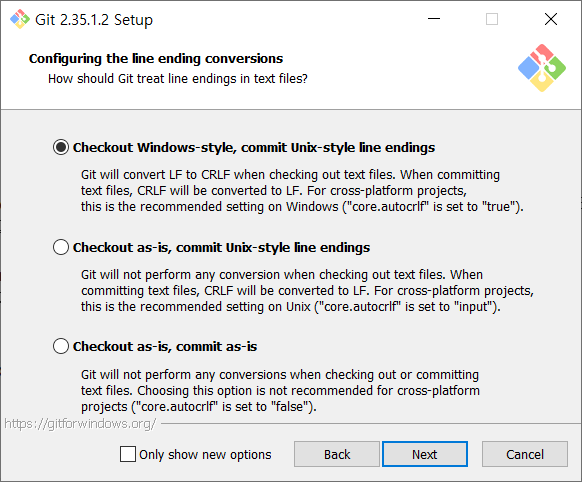 Git 2.35.1.2 Setup
Configuring the line ending conversions
How should Git treat line endings in text files?
Checkout Windows-style, commit Unix-style line endings
Git will convert LF to CRLF when checking out text files. When committing
text files, CRLF will be converted to LF. For cross-platform projects,
this is the recommended setting on Windows ("core.autocrlf" is set to "true").
Checkout as-is, commit Unix-style line endings
Git will not perform any conversion when checking out text files. When
committing text files, CRLF will be converted to LF. For cross-platform projects,
this is the recommended setting on Unix ("core.autocrlf" is set to "input").
Checkout as-is, commit as-is
Git will not perform any conversions when checking out or committing
text files. Choosing this option is not recommended for cross-platform
projects ("core.autocrlf" is set to "false").
https://gitforwindows.org/
Only show new options
Back
Next
Cancel